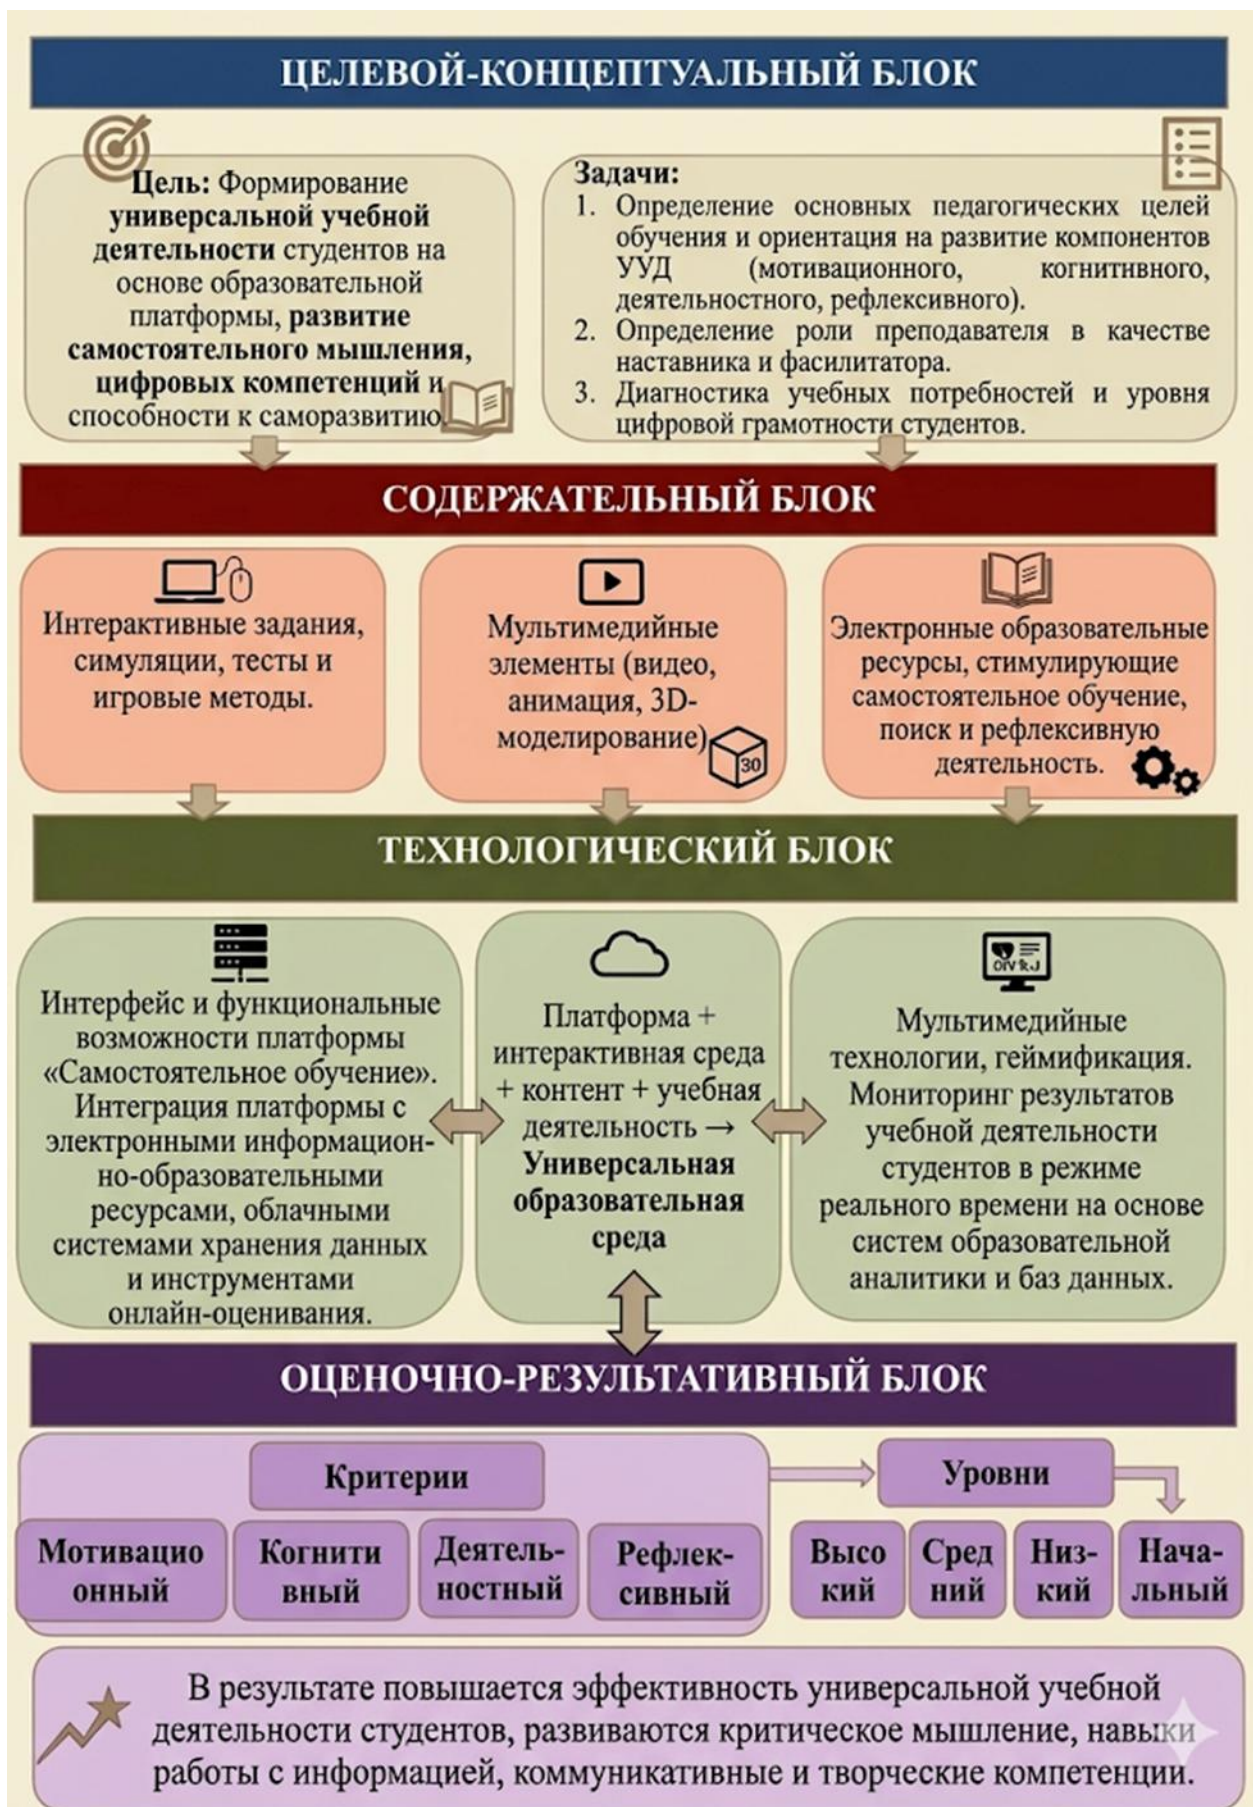 ЦЕЛЕВОЙ-КОНЦЕПТУАЛЬНЫЙ БЛОК
Цель: Формирование
универсальной учебной
деятельности студентов на
основе образовательной
платформы, развитие
самостоятельного мышления,
цифровых компетенций и
способности к саморазвитию.
Задачи:
1. Определение основных педагогических целей
обучения и ориентация на развитие компонентов
УУД (мотивационного, когнитивного,
деятельностного, рефлексивного).
2. Определение роли преподавателя в качестве
наставника и фасилитатора.
3. Диагностика учебных потребностей и уровня
цифровой грамотности студентов.
СОДЕРЖАТЕЛЬНЫЙ БЛОК
Интерактивные задания,
симуляции, тесты и
игровые методы.
Мультимедийные
элементы (видео,
анимация, 3D-
моделирование)
30
Электронные образовательные
ресурсы, стимулирующие
самостоятельное обучение,
поиск и рефлексивную
деятельность.
ТЕХНОЛОГИЧЕСКИЙ БЛОК
Интерфейс и функциональные
возможности платформы
«Самостоятельное обучение».
Интеграция платформы с
электронными информацион-
но-образовательными
ресурсами, облачными
системами хранения данных
и инструментами
онлайн-оценивания.
Платформа +
интерактивная среда
+ контент + учебная
деятельность →
Универсальная
образовательная
среда
Мультимедийные
технологии, геймификация.
Мониторинг результатов
учебной деятельности
студентов в режиме
реального времени на основе
систем образовательной
аналитики и баз данных.
ОЦЕНОЧНО-РЕЗУЛЬТАТИВНЫЙ БЛОК
Критерии
Мотивацио
онный
Когнити
вный
Деятель-
ностный
Рефлек-
сивный
Уровни
Высо
кий
Сред
ний
Низ-
кий
Нача-
льный
В результате повышается эффективность универсальной учебной
деятельности студентов, развиваются критическое мышление, навыки
работы с информацией, коммуникативные и творческие компетенции.